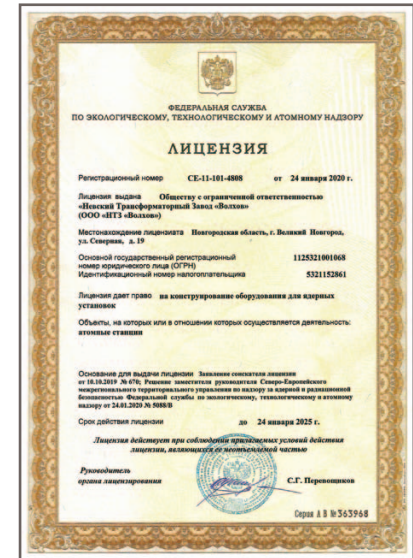 ФЕДЕРАЛЬНАЯ СЛУЖБА
ПО ЭКОЛОГИЧЕСКОМУ, ТЕХНОЛОГИЧЕСКОМУ И АТОМНОМУ НАДЗОРУ
ЛИЦЕНЗИЯ
Регистрационный номер СЕ-11-101-4808 от 24 января 2020 г.
Лицензия выдана Обществу с ограниченной ответственностью
«Невский Трансформаторный Завод «Волхов»
(ООО «НТЗ «Волхов»)
Местонахождение лицензиата Новгородская область, г. Великий Новгород,
ул. Северная, д. 19
Основной государственный регистрационный 1125321001068
номер юридического лица (ОГРН)
Идентификационный номер налогоплательщика 5321152861
Лицензия дает право на конструирование оборудования для ядерных
установок
Объекты, на которых или в отношении которых осуществляется деятельность:
атомные станции
Основание для выдачи лицензии Заявление соискателя лицензии
от 10.10.2019 № 670; Решение заместителя руководителя Северо-Европейского
межрегионального территориального управления по надзору за ядерной и радиационной
безопасностью Федеральной службы по экологическому, технологическому и атомному
надзору от 24.01.2020 № 5088/В
Срок действия лицензии до 24 января 2025 г.
Лицензия действует при соблюдении прилагаемых условий действия
лицензии, являющихся ее неотъемлемой частью
Руководитель
органа лицензирования С.Г. Перевощиков
Серия А В № 363968